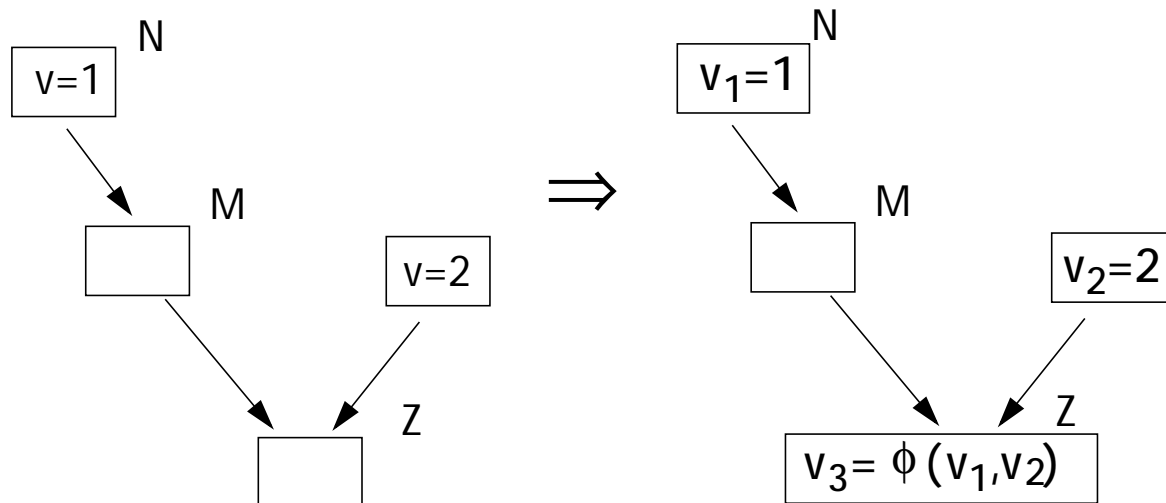 N
v=1
M
v=2
Z
⇒
N
v₁=1
M
v₂=2
Z
v₃= ϕ (v₁,v₂)